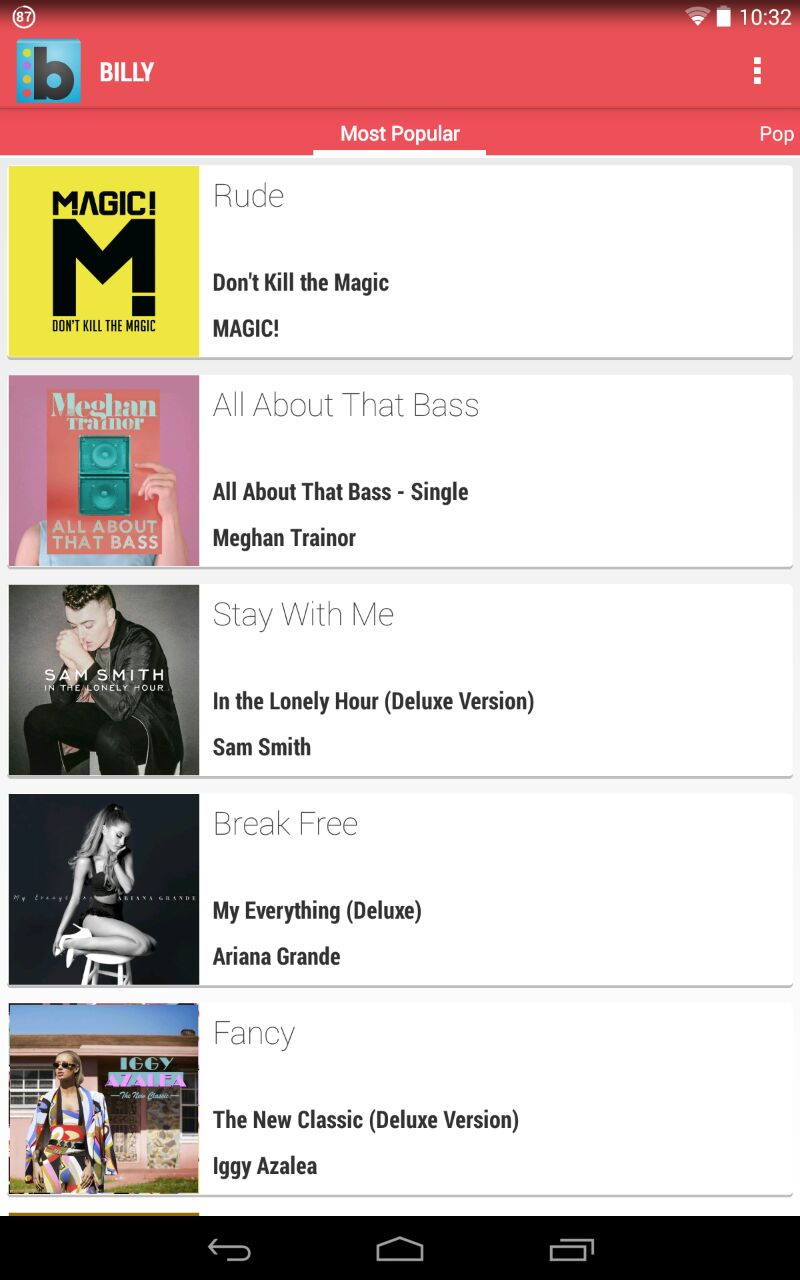 87
10:32
b
BILLY
Most Popular
Pop
MAGIC!
M
DON'T KILL THE MAGIC
Rude
Don't Kill the Magic
MAGIC!
Meghan
Trainor
ALL ABOUT
THAT BASS
All About That Bass
All About That Bass - Single
Meghan Trainor
SAM SMITH
IN THE LONELY HOUR
Stay With Me
In the Lonely Hour (Deluxe Version)
Sam Smith
My Everything
ARIANA GRANDE
Break Free
My Everything (Deluxe)
Ariana Grande
IGGY
AZALEA
The New Classic
Fancy
The New Classic (Deluxe Version)
Iggy Azalea